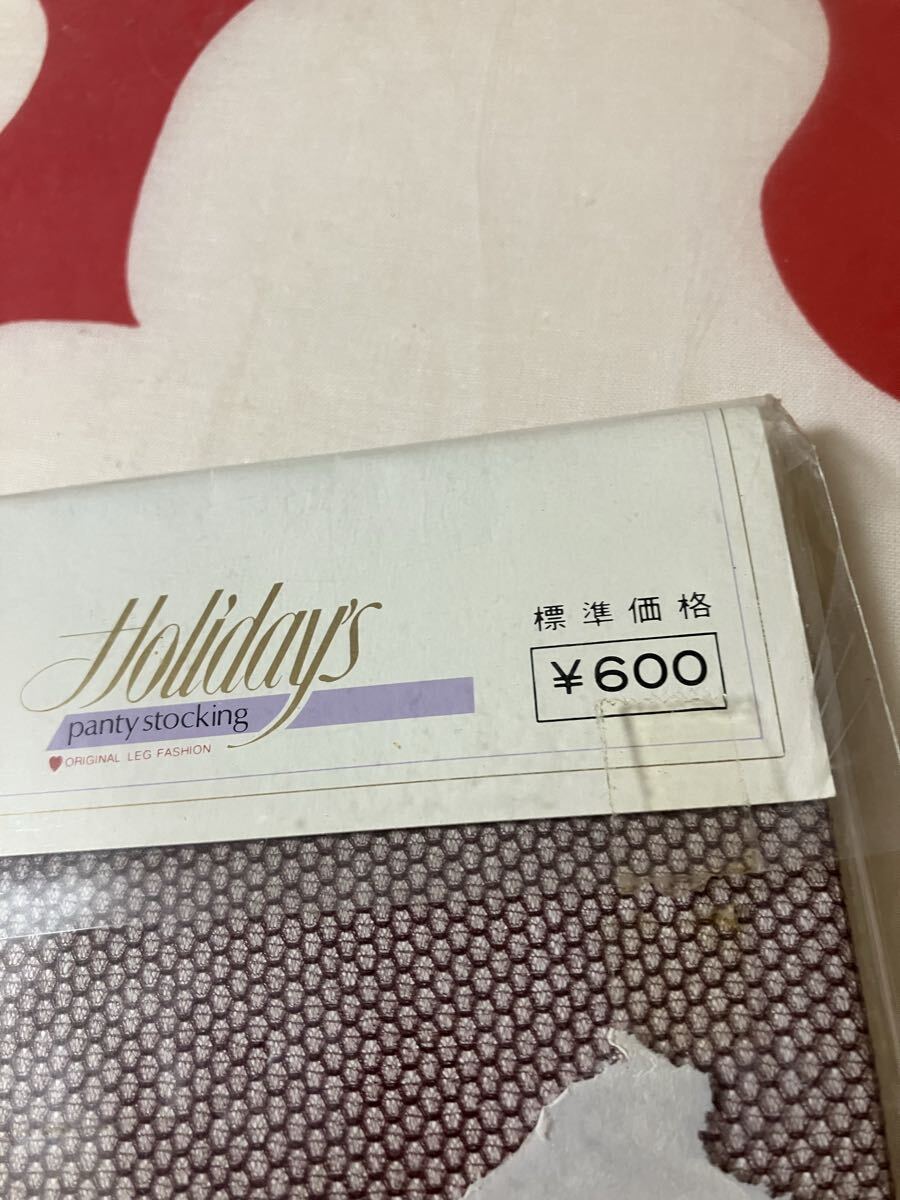 Holiday's
panty stocking
ORIGINAL LEG FASHION
標準価格
¥600